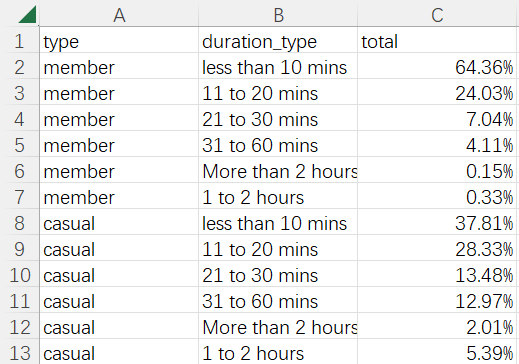 A B C
1 type duration_type total
2 member less than 10 mins 64.36%
3 member 11 to 20 mins 24.03%
4 member 21 to 30 mins 7.04%
5 member 31 to 60 mins 4.11%
6 member More than 2 hours 0.15%
7 member 1 to 2 hours 0.33%
8 casual less than 10 mins 37.81%
9 casual 11 to 20 mins 28.33%
10 casual 21 to 30 mins 13.48%
11 casual 31 to 60 mins 12.97%
12 casual More than 2 hours 2.01%
13 casual 1 to 2 hours 5.39%